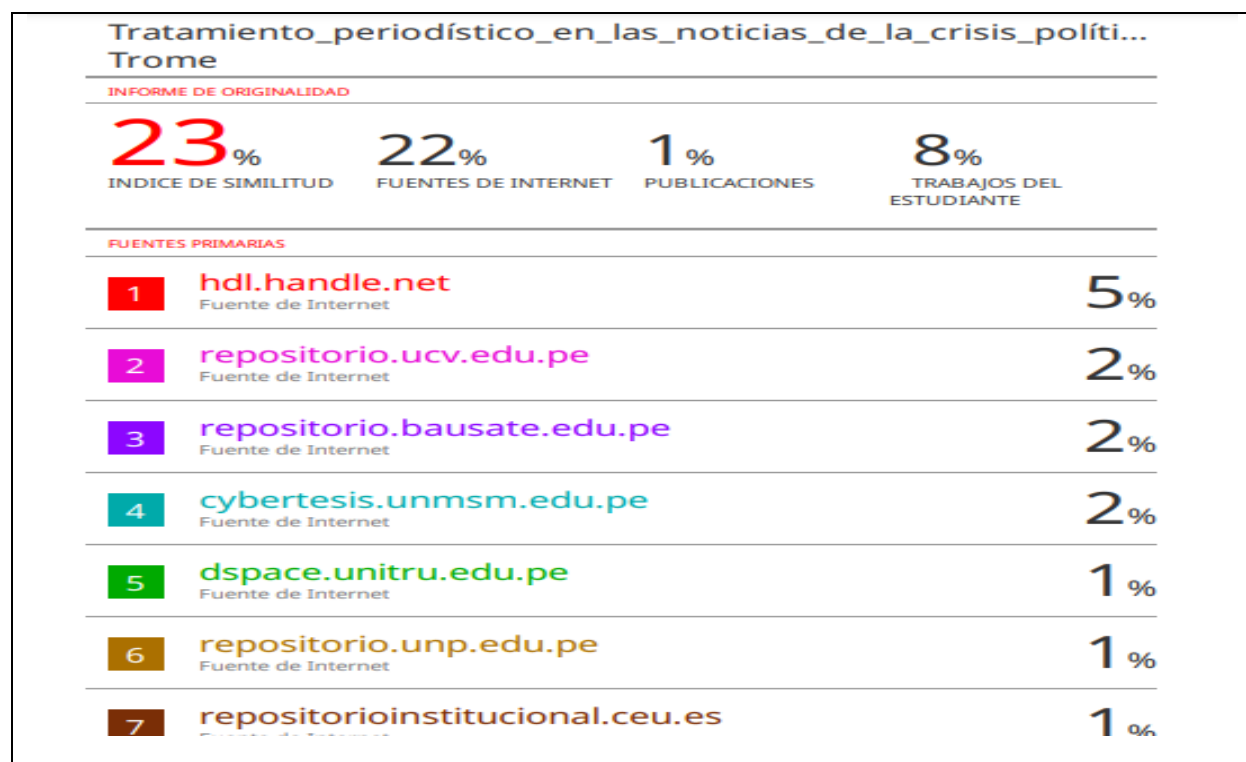 Tratamiento_periodístico_en_las_noticias_de_la_crisis_políti...
Trome
INFORME DE ORIGINALIDAD
23% 22% 1% 8%
INDICE DE SIMILITUD FUENTES DE INTERNET PUBLICACIONES TRABAJOS DEL
ESTUDIANTE
FUENTES PRIMARIAS
1 hdl.handle.net 5%
Fuente de Internet
2 repositorio.ucv.edu.pe 2%
Fuente de Internet
3 repositorio.bausate.edu.pe 2%
Fuente de Internet
4 cybertesis.unmsm.edu.pe 2%
Fuente de Internet
5 dspace.unitru.edu.pe 1%
Fuente de Internet
6 repositorio.unp.edu.pe 1%
Fuente de Internet
7 repositorioinstitucional.ceu.es 1%